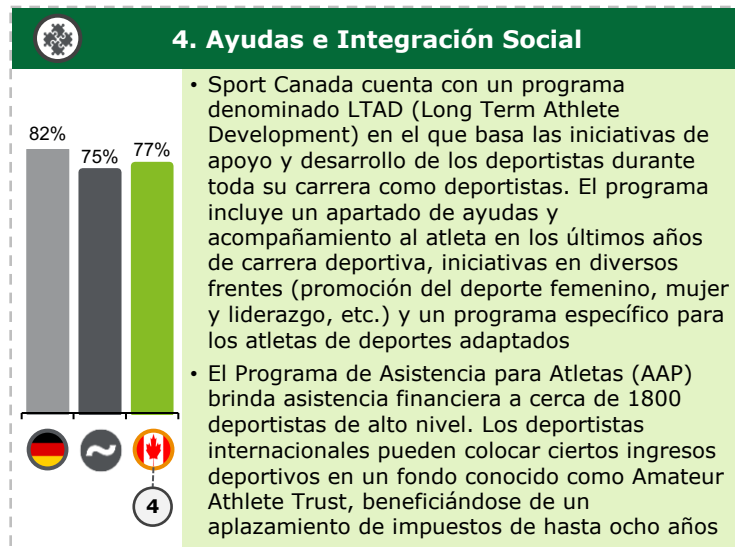 4. Ayudas e Integración Social
82%
75%
77%
4
• Sport Canada cuenta con un programa
denominado LTAD (Long Term Athlete
Development) en el que basa las iniciativas de
apoyo y desarrollo de los deportistas durante
toda su carrera como deportistas. El programa
incluye un apartado de ayudas y
acompañamiento al atleta en los últimos años
de carrera deportiva, iniciativas en diversos
frentes (promoción del deporte femenino, mujer
y liderazgo, etc.) y un programa específico para
los atletas de deportes adaptados
• El Programa de Asistencia para Atletas (AAP)
brinda asistencia financiera a cerca de 1800
deportistas de alto nivel. Los deportistas
internacionales pueden colocar ciertos ingresos
deportivos en un fondo conocido como Amateur
Athlete Trust, beneficiándose de un
aplazamiento de impuestos de hasta ocho años